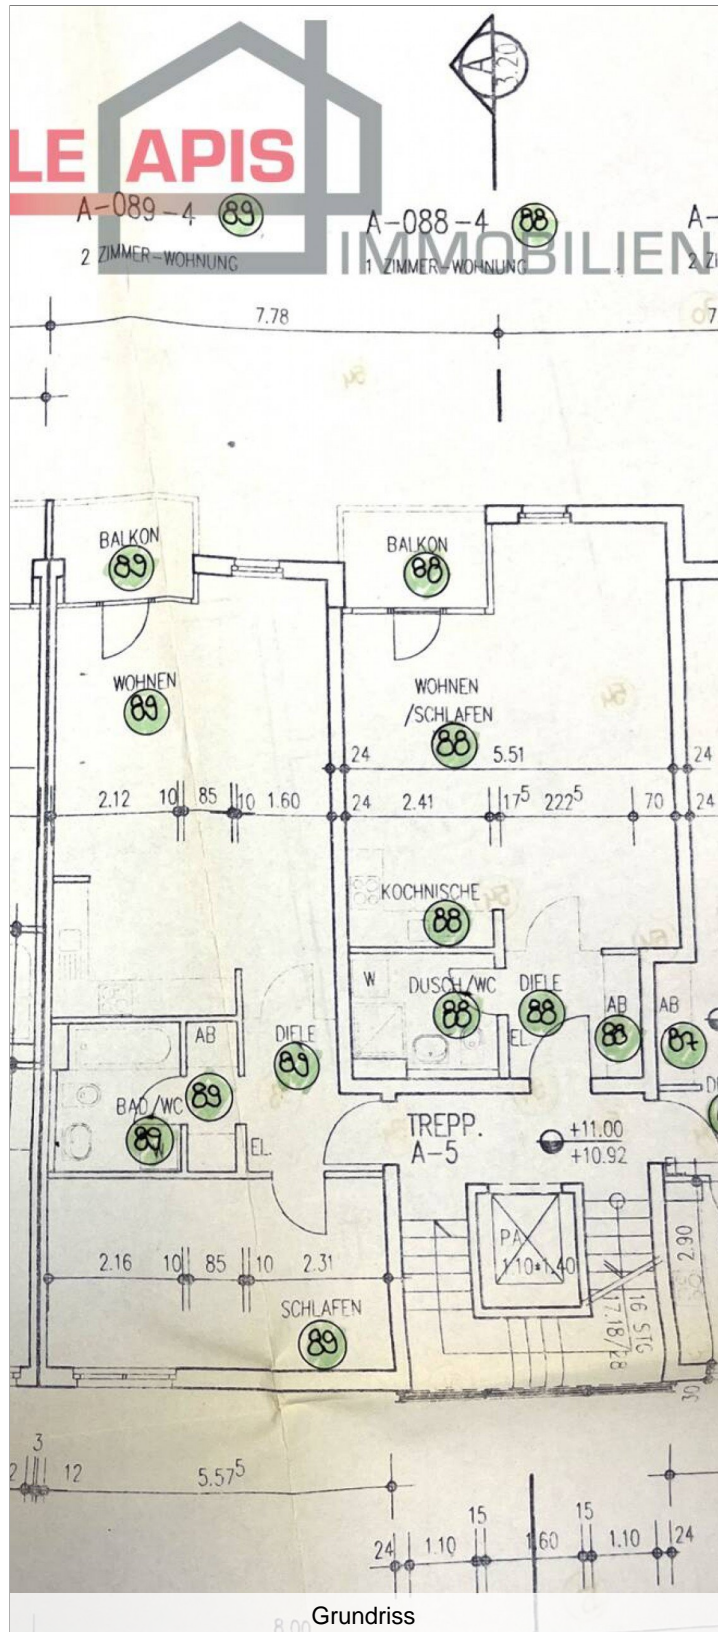 A
3.20
LE APIS
A-089-4 89
A-088-4 88
A-
2 ZIMMER-WOHNUNG
IMMOBILIEN
1 ZIMMER-WOHNUNG
7.78
BALKON
89
BALKON
88
WOHNEN
89
WOHNEN
/SCHLAFEN
88
24 5.51 24
2.12 10 85 10 1.60 24 2.41 17⁵ 222⁵ 70 24
KOCHNISCHE
88
W
DUSCH/WC
88
DIELE
88
AB
88
AB
87
EL.
AB
89
DIELE
89
BAD/WC
89
W
EL.
TREPP.
A-5
+11.00
+10.92
EL.
PA
1.10*1.40
2.90
16 STG
17.18/28
2.16 10 85 10 2.31
SCHLAFEN
89
30
3
12 5.57⁵
15 15
24 1.10 1.60 1.10 24
8.00
Grundriss